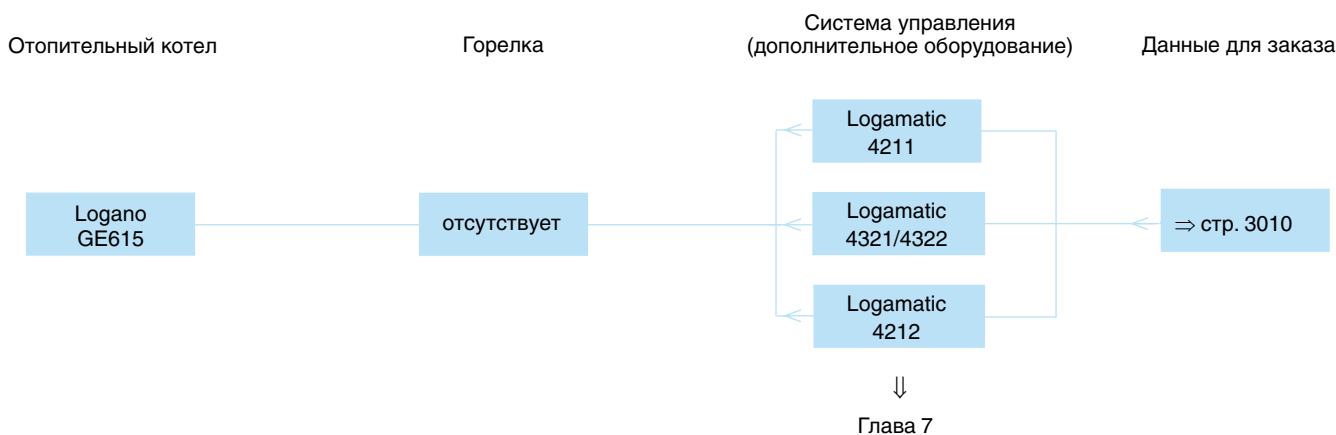 Отопительный котел
Горелка
Система управления
(дополнительное оборудование)
Данные для заказа
Logano
GE615
отсутствует
Logamatic
4211
Logamatic
4321/4322
Logamatic
4212
⇒ стр. 3010
⇓
Глава 7